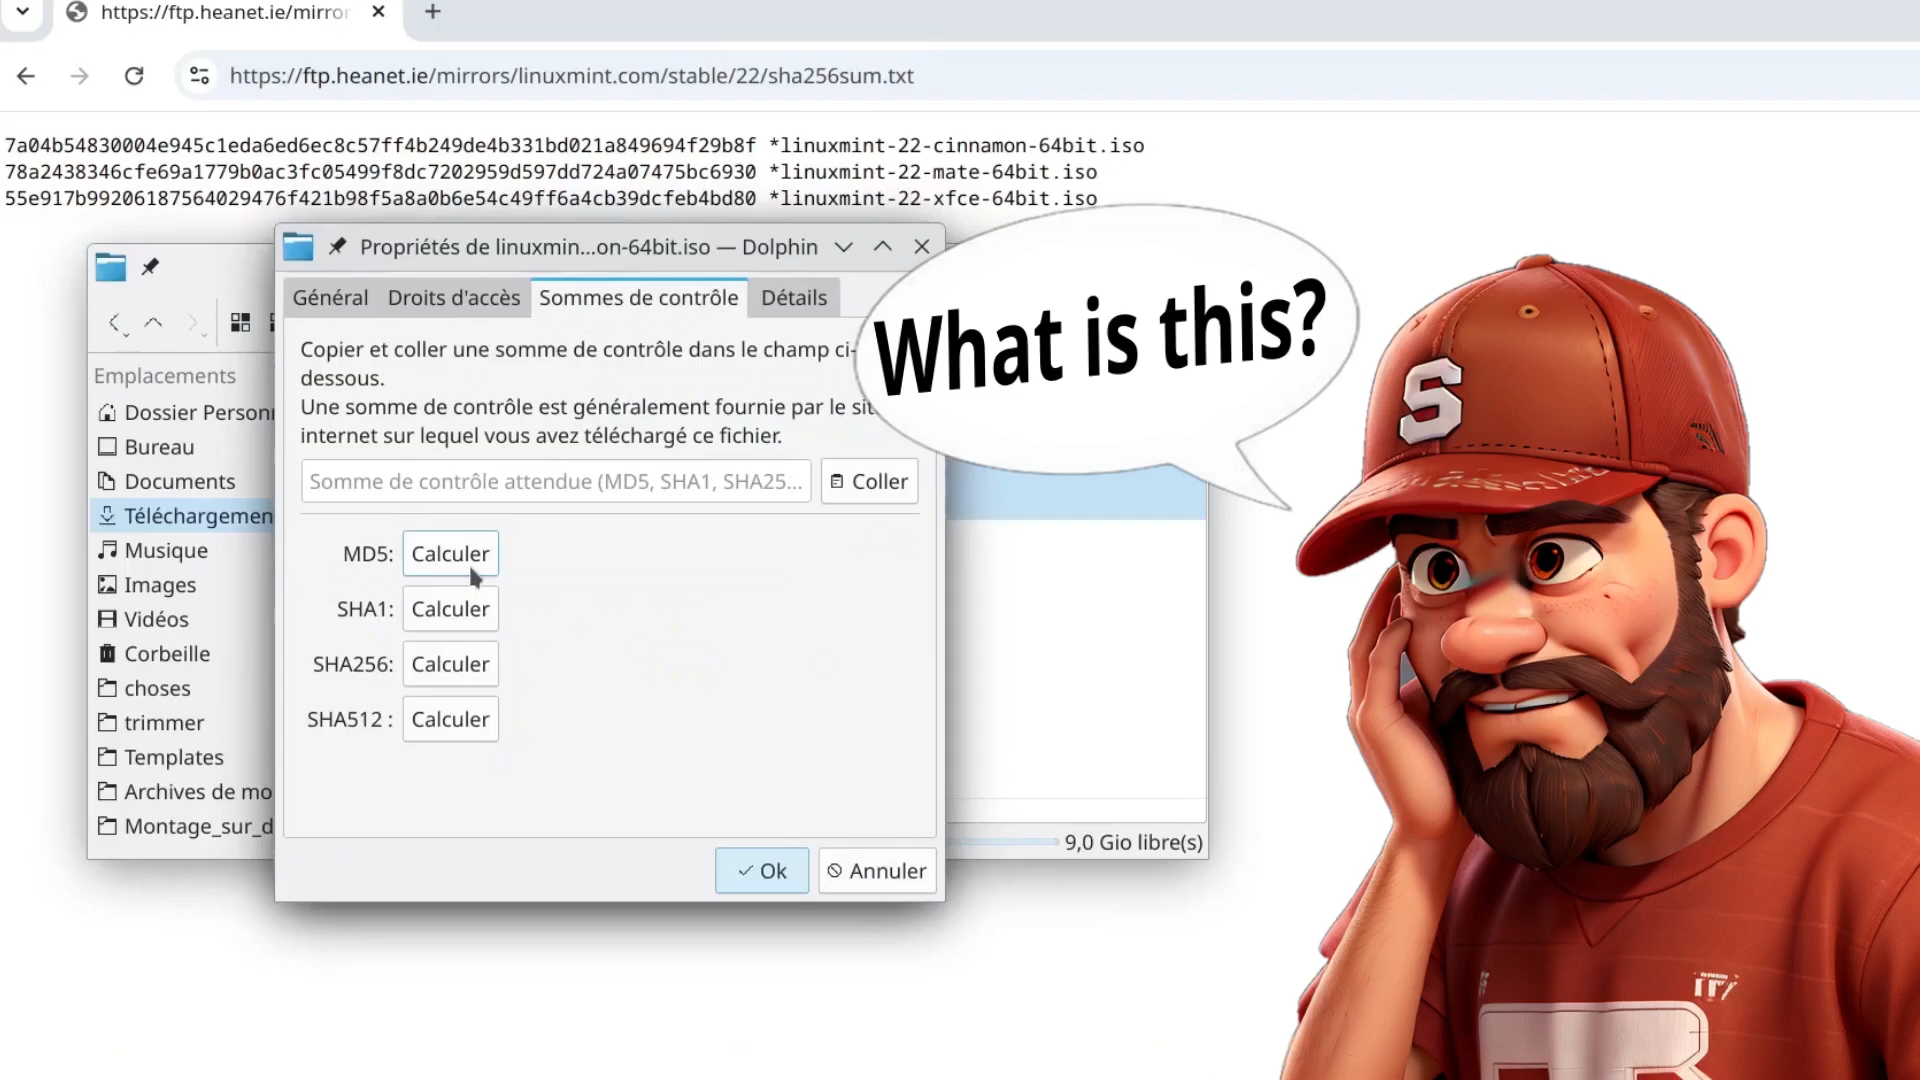 https://ftp.heanet.ie/mirror
https://ftp.heanet.ie/mirrors/linuxmint.com/stable/22/sha256sum.txt
7a04b54830004e945c1eda6ed6ec8c57ff4b249de4b331bd021a849694f29b8f *linuxmint-22-cinnamon-64bit.iso
78a2438346cfe69a1779b0ac3fc05499f8dc7202959d597dd724a07475bc6930 *linuxmint-22-mate-64bit.iso
55e917b99206187564029476f421b98f5a8a0b6e54c49ff6a4cb39dcfeb4bd80 *linuxmint-22-xfce-64bit.iso
Propriétés de linuxmin...on-64bit.iso — Dolphin
Général Droits d'accès Sommes de contrôle Détails
Copier et coller une somme de contrôle dans le champ ci-
dessous.
Une somme de contrôle est généralement fournie par le sit
internet sur lequel vous avez téléchargé ce fichier.
Somme de contrôle attendue (MD5, SHA1, SHA25...
Coller
MD5: Calculer
SHA1: Calculer
SHA256: Calculer
SHA512 : Calculer
Ok
Annuler
Emplacements
Dossier Personn
Bureau
Documents
Téléchargemen
Musique
Images
Vidéos
Corbeille
choses
trimmer
Templates
Archives de mo
Montage_sur_d
9,0 Gio libre(s)
What is this?
S